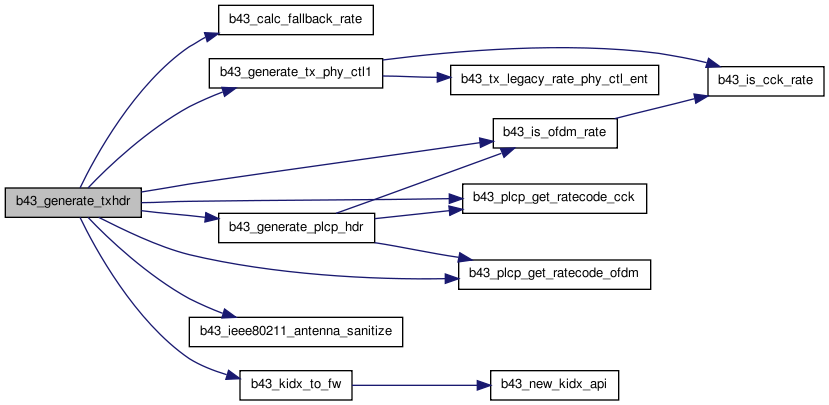 b43_calc_fallback_rate
b43_generate_tx_phy_ctl1
b43_tx_legacy_rate_phy_ctl_ent
b43_is_cck_rate
b43_is_ofdm_rate
b43_generate_txhdr
b43_plcp_get_ratecode_cck
b43_generate_plcp_hdr
b43_plcp_get_ratecode_ofdm
b43_ieee80211_antenna_sanitize
b43_kidx_to_fw
b43_new_kidx_api